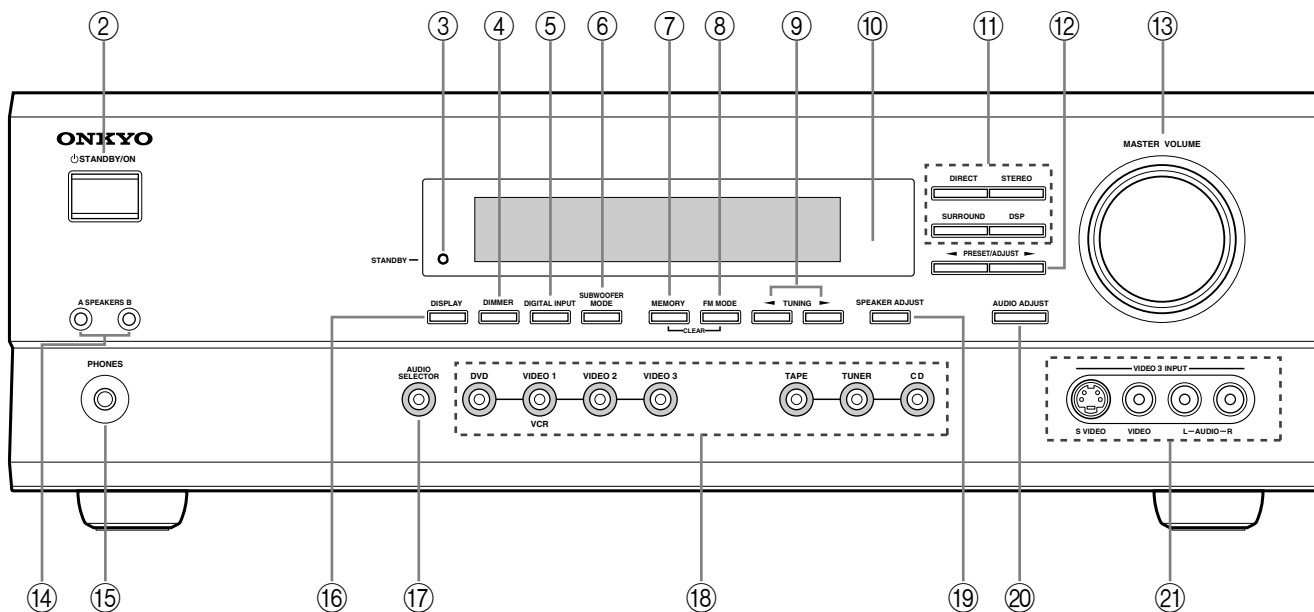 ② ③ ④ ⑤ ⑥ ⑦ ⑧ ⑨ ⑩ ⑪ ⑫ ⑬
ONKYO
⏻STANDBY/ON
MASTER VOLUME
DIRECT STEREO
SURROUND DSP
◄ PRESET/ADJUST ►
STANDBY
A SPEAKERS B
DISPLAY DIMMER DIGITAL INPUT SUBWOOFER
MODE
MEMORY FM MODE ◄ TUNING ► SPEAKER ADJUST AUDIO ADJUST
CLEAR
PHONES
AUDIO
SELECTOR
DVD VIDEO 1 VIDEO 2 VIDEO 3 TAPE TUNER CD
VCR
VIDEO 3 INPUT
S VIDEO VIDEO L–AUDIO–R
⑭ ⑮ ⑯ ⑰ ⑱ ⑲ ⑳ ㉑